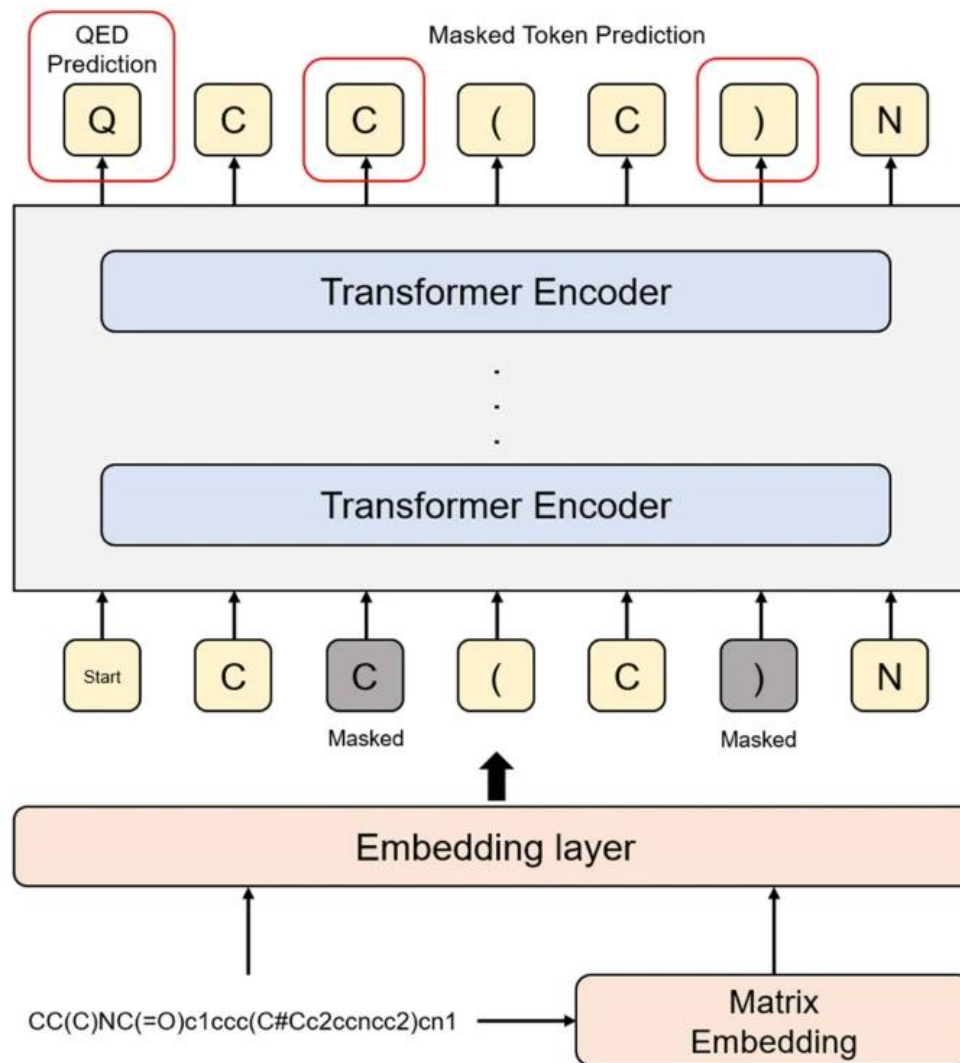 QED
Prediction
Masked Token Prediction
Q C C ( C ) N
Transformer Encoder
.
.
.
Transformer Encoder
Start C C ( C ) N
Masked Masked
Embedding layer
CC(C)NC(=O)c1ccc(C#Cc2ccncc2)cn1
Matrix
Embedding